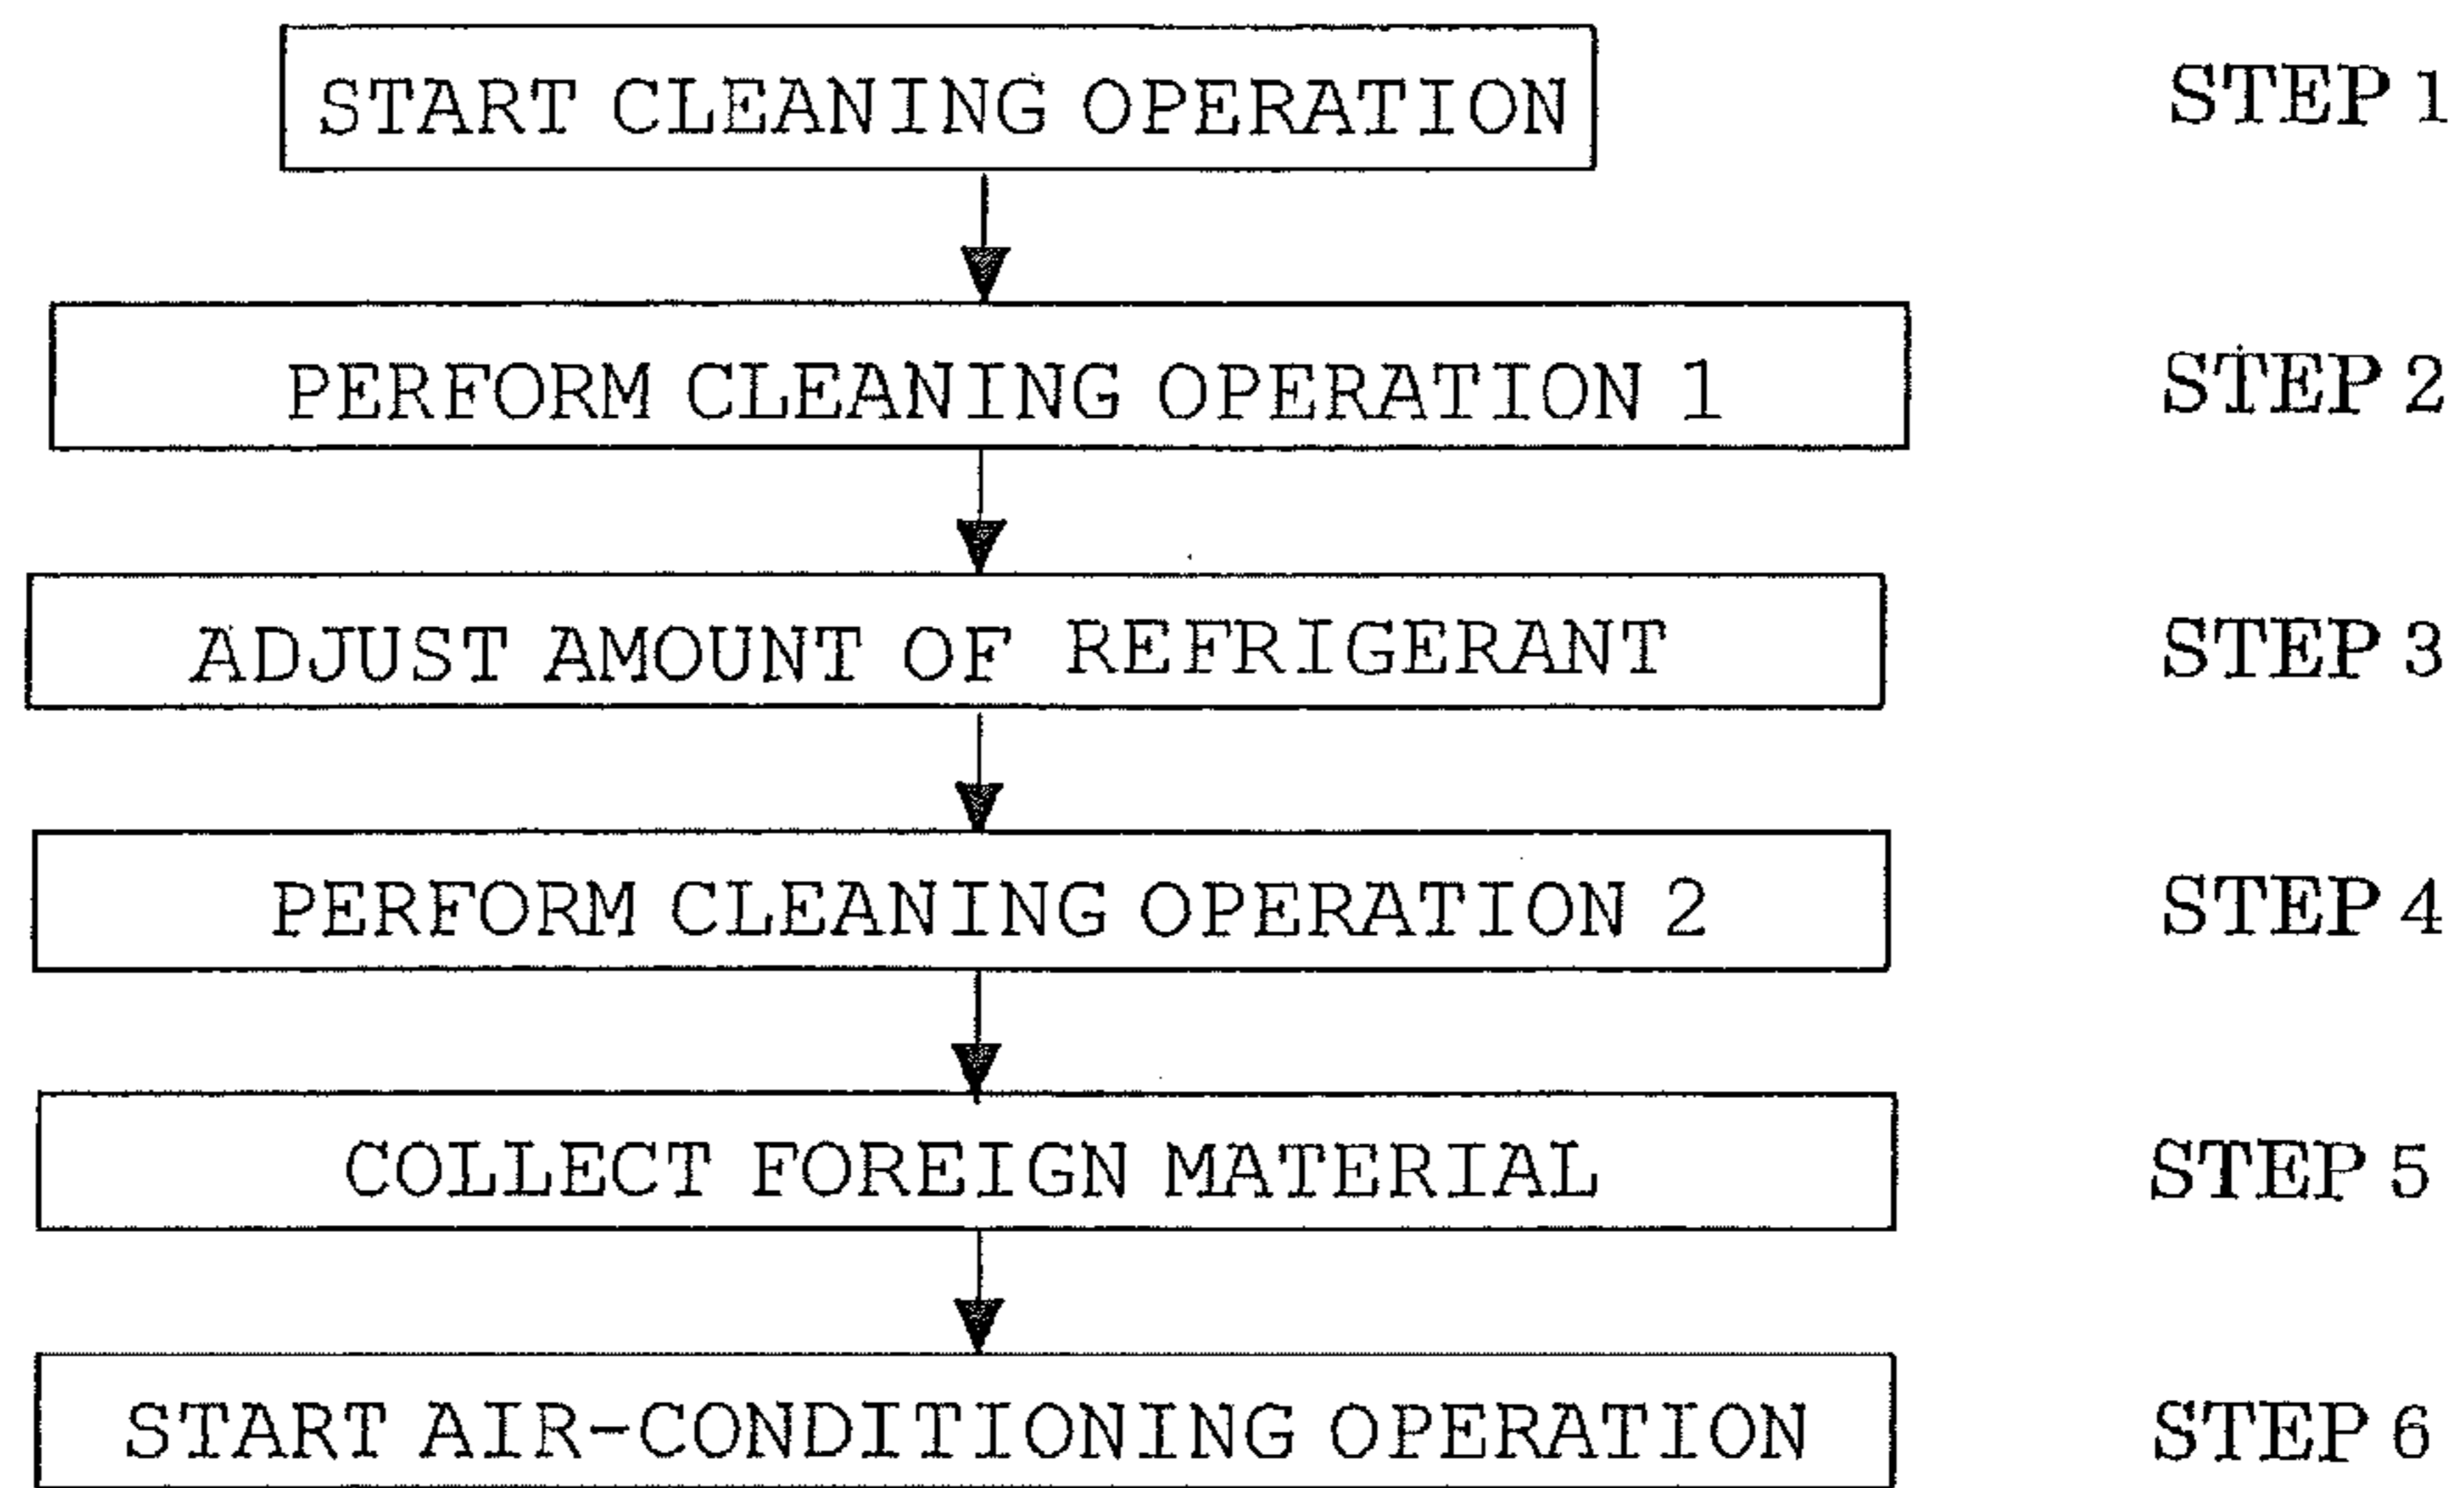 START CLEANING OPERATION STEP 1
PERFORM CLEANING OPERATION 1 STEP 2
ADJUST AMOUNT OF REFRIGERANT STEP 3
PERFORM CLEANING OPERATION 2 STEP 4
COLLECT FOREIGN MATERIAL STEP 5
START AIR-CONDITIONING OPERATION STEP 6